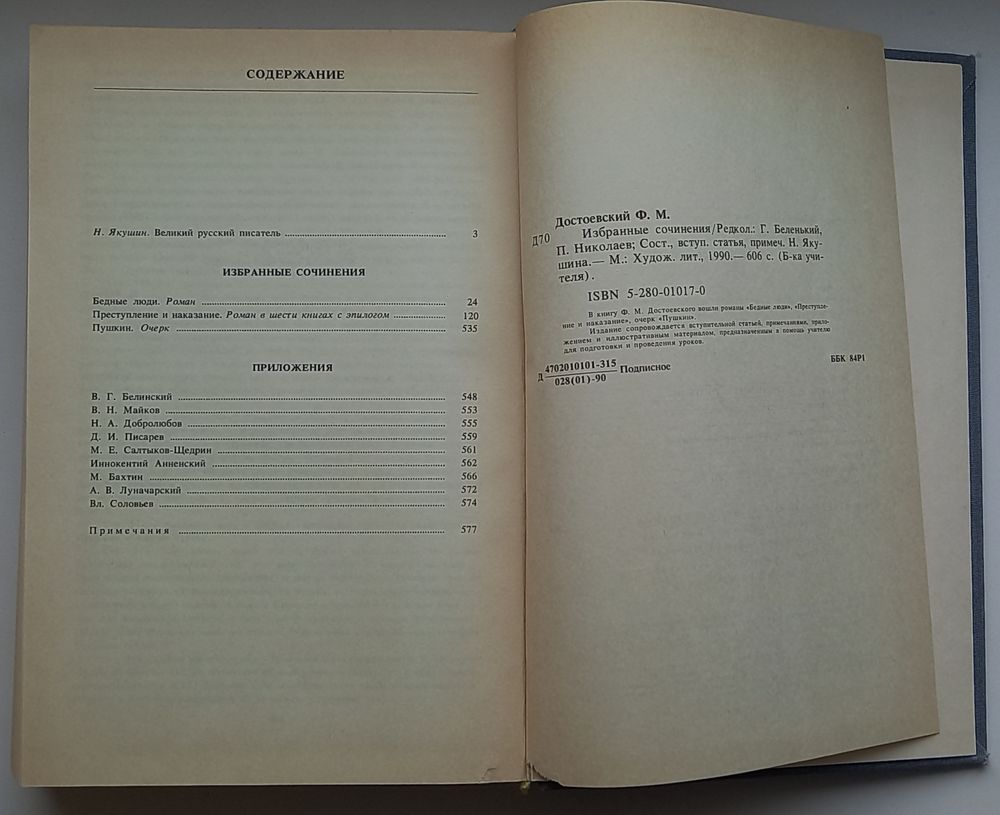 СОДЕРЖАНИЕ
Н. Якушин. Великий русский писатель 3
ИЗБРАННЫЕ СОЧИНЕНИЯ
Бедные люди. Роман 24
Преступление и наказание. Роман в шести книгах с эпилогом 120
Пушкин. Очерк 535
ПРИЛОЖЕНИЯ
В. Г. Белинский 548
В. Н. Майков 553
Н. А. Добролюбов 555
Д. И. Писарев 559
М. Е. Салтыков-Щедрин 561
Иннокентий Анненский 562
М. Бахтин 566
А. В. Луначарский 572
Вл. Соловьев 574
Примечания 577
Достоевский Ф. М.
Д70 Избранные сочинения/Редкол.: Г. Беленький,
П. Николаев; Сост., вступ. статья, примеч. Н. Яку-
шина.— М.: Худож. лит., 1990.— 606 с. (Б-ка учи-
теля).
ISBN 5-280-01017-0
В книгу Ф. М. Достоевского вошли романы «Бедные люди», «Преступле-
ние и наказание», очерк «Пушкин».
Издание сопровождается вступительной статьей, примечаниями, прило-
жением и иллюстративным материалом, предназначенным в помощь учителю
для подготовки и проведения уроков.
Д 4702010101-315
028(01)-90 Подписное
ББК 84Р1